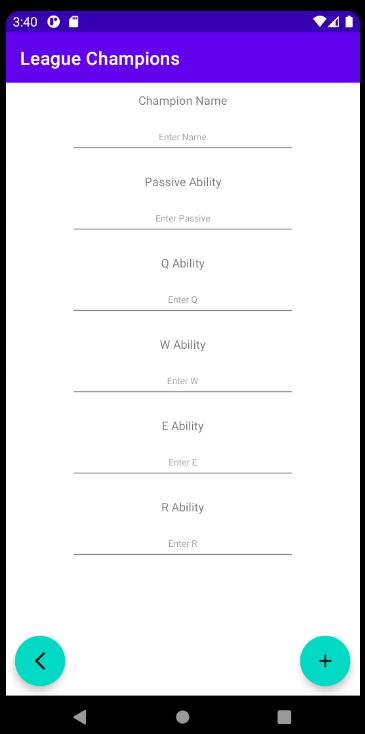 3:40
League Champions
Champion Name
Enter Name
Passive Ability
Enter Passive
Q Ability
Enter Q
W Ability
Enter W
E Ability
Enter E
R Ability
Enter R